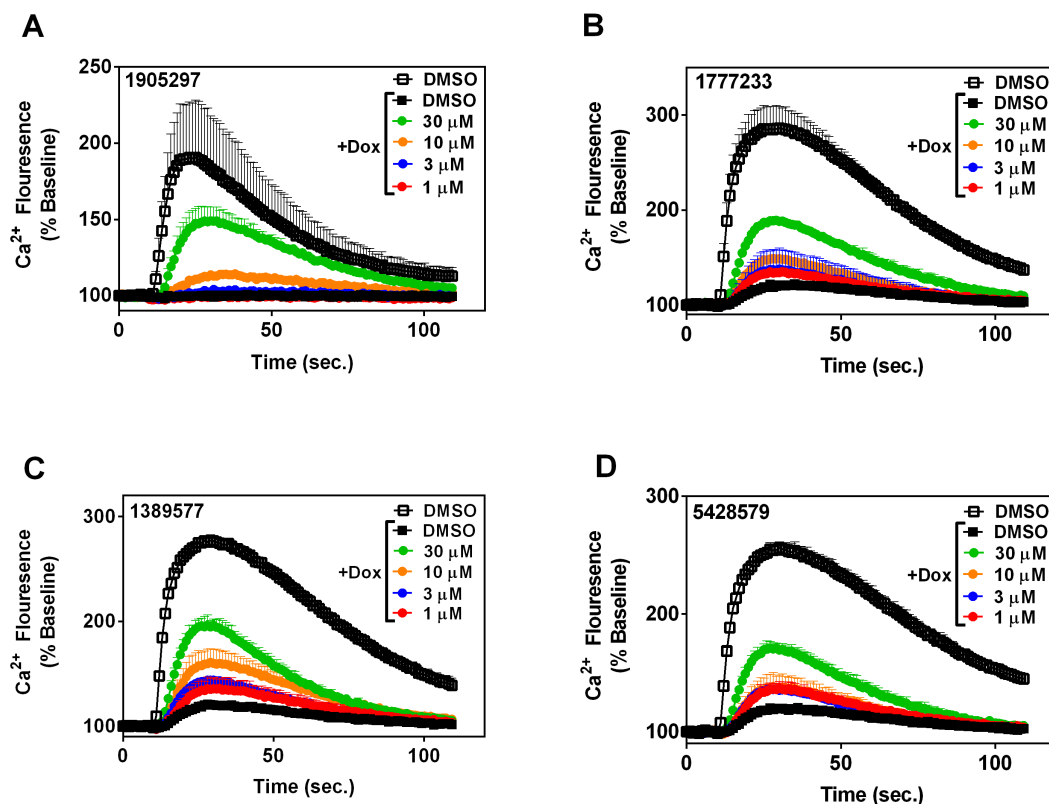 A
1905297
Ca2+ Flouresence
(% Baseline)
250
200
150
100
0
50
100
Time (sec.)
DMSO
DMSO
30 μM
+Dox
10 μM
3 μM
1 μM
B
1777233
Ca2+ Flouresence
(% Baseline)
300
200
100
0
50
100
Time (sec.)
DMSO
DMSO
30 μM
+Dox
10 μM
3 μM
1 μM
C
1389577
Ca2+ Flouresence
(% Baseline)
300
200
100
0
50
100
Time (sec.)
DMSO
DMSO
30 μM
+Dox
10 μM
3 μM
1 μM
D
5428579
Ca2+ Flouresence
(% Baseline)
300
200
100
0
50
100
Time (sec.)
DMSO
DMSO
30 μM
+Dox
10 μM
3 μM
1 μM